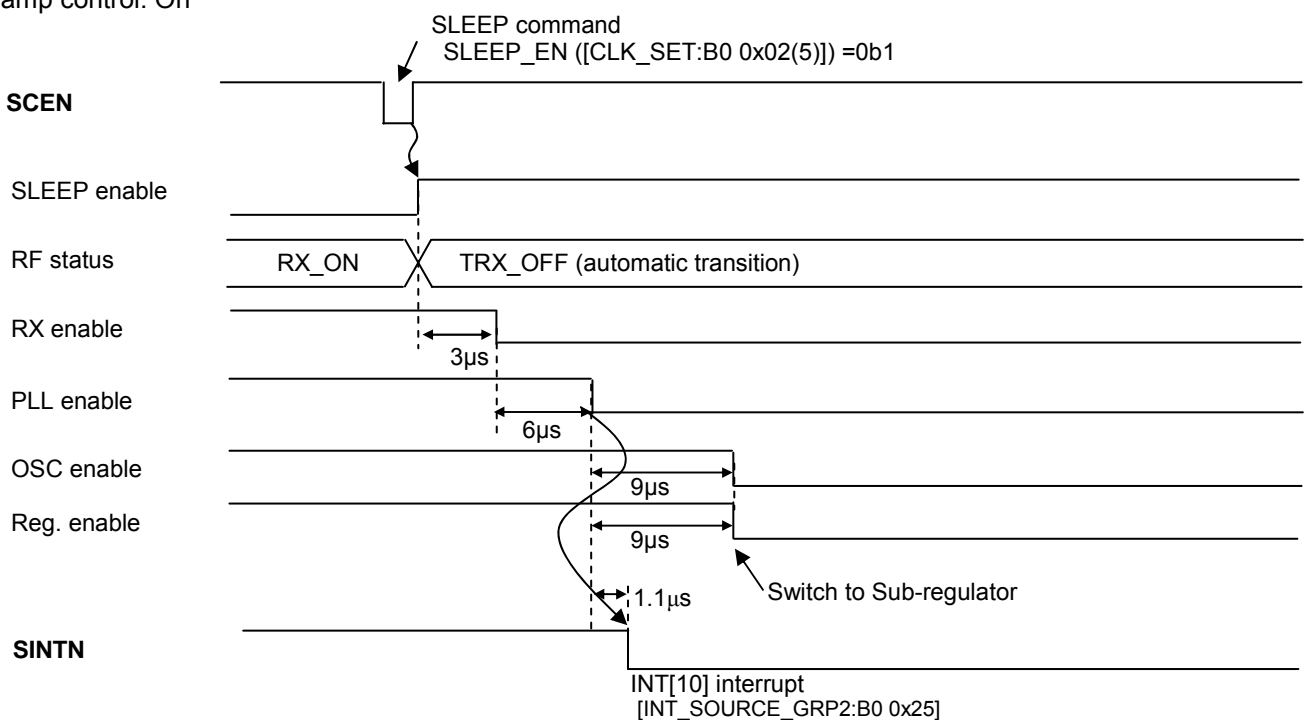 amp control: On
SLEEP command
SLEEP_EN ([CLK_SET:B0 0x02(5)]) =0b1
SCEN
SLEEP enable
RF status
RX_ON
TRX_OFF (automatic transition)
RX enable
3μs
PLL enable
6μs
OSC enable
9μs
Reg. enable
9μs
1.1μs
Switch to Sub-regulator
SINTN
INT[10] interrupt
[INT_SOURCE_GRP2:B0 0x25]